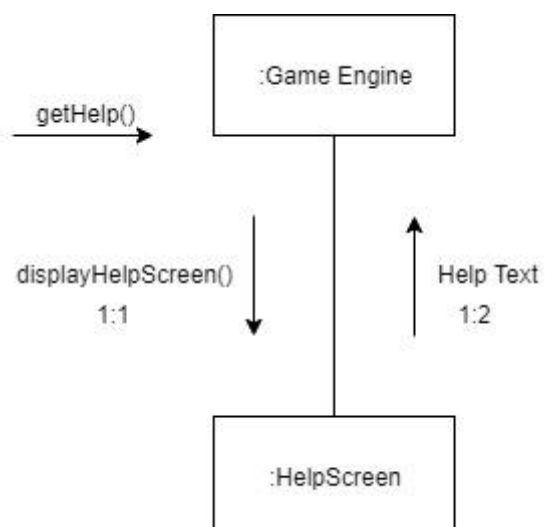 :Game Engine
getHelp()
displayHelpScreen()
1:1
Help Text
1:2
:HelpScreen